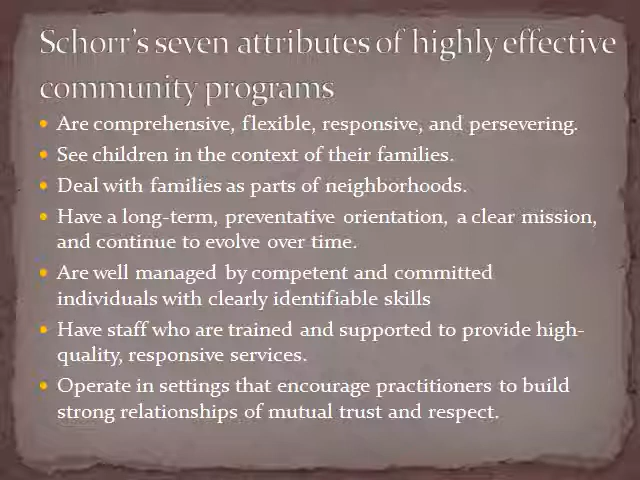 Schorr's seven attributes of highly effective
community programs
• Are comprehensive, flexible, responsive, and persevering.
• See children in the context of their families.
• Deal with families as parts of neighborhoods.
• Have a long-term, preventative orientation, a clear mission,
and continue to evolve over time.
• Are well managed by competent and committed
individuals with clearly identifiable skills
• Have staff who are trained and supported to provide high-
quality, responsive services.
• Operate in settings that encourage practitioners to build
strong relationships of mutual trust and respect.